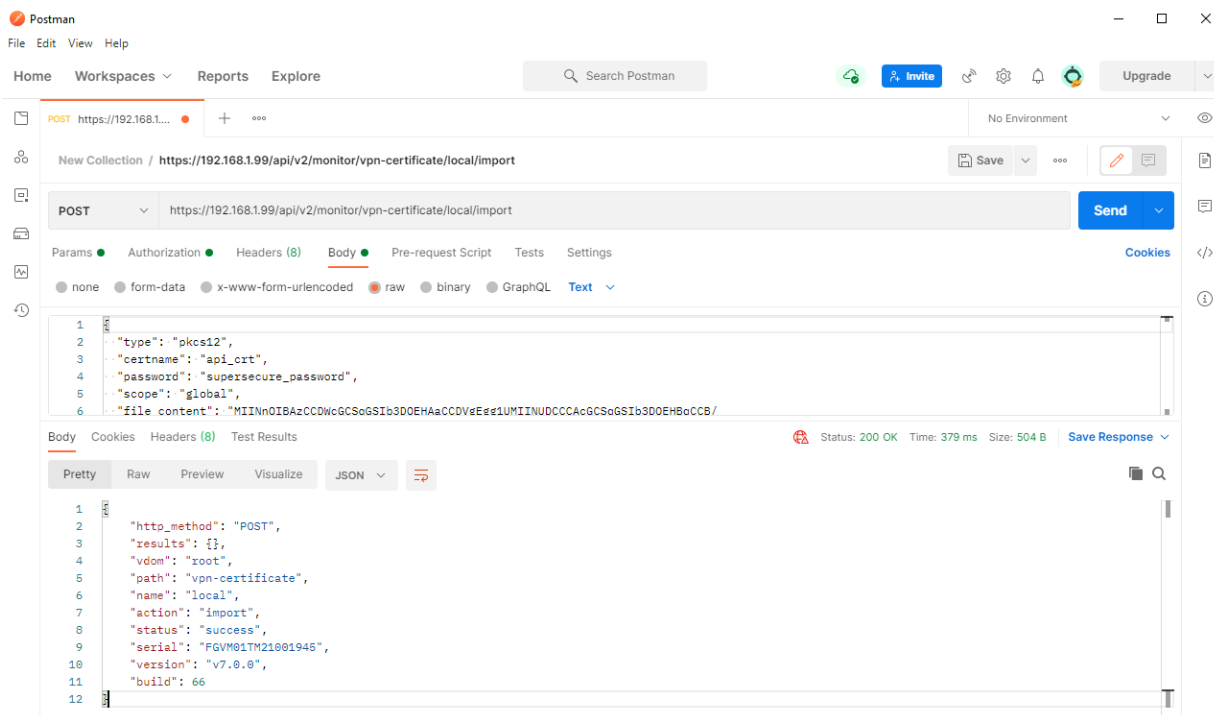 Postman
File Edit View Help
Home Workspaces Reports Explore Search Postman Invite Upgrade
POST https://192.168.1.... No Environment
New Collection / https://192.168.1.99/api/v2/monitor/vpn-certificate/local/import Save
POST https://192.168.1.99/api/v2/monitor/vpn-certificate/local/import Send
Params Authorization Headers (8) Body Pre-request Script Tests Settings Cookies
none form-data x-www-form-urlencoded raw binary GraphQL Text
1 {
2 "type": "pkcs12",
3 "certname": "api_crt",
4 "password": "supersecure_password",
5 "scope": "global",
6 "file_content": "MIINnQIBAzCCDWcGCSqGSIb3DQEHAaCCDVgEgg1UMIINUDCCCAcGCSqGSIb3DQEHBqCCB/
Body Cookies Headers (8) Test Results Status: 200 OK Time: 379 ms Size: 504 B Save Response
Pretty Raw Preview Visualize JSON
1 {
2 "http_method": "POST",
3 "results": {},
4 "vdom": "root",
5 "path": "vpn-certificate",
6 "name": "local",
7 "action": "import",
8 "status": "success",
9 "serial": "FGVM01TM21001945",
10 "version": "v7.0.0",
11 "build": 66
12 }